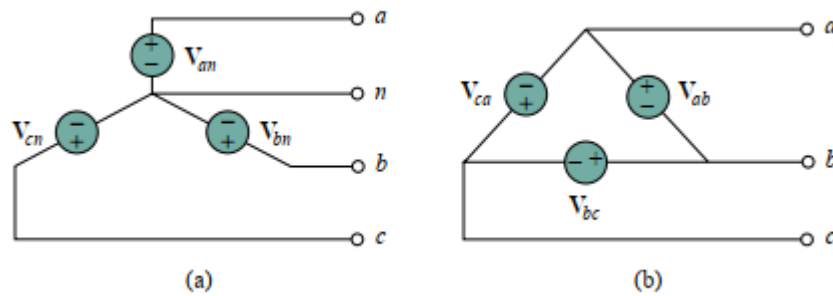 a
+
−
V_an
n
−
+
V_cn
−
+
V_bn
b
c
(a)
a
−
+
V_ca
+
−
V_ab
b
− +
V_bc
c
(b)